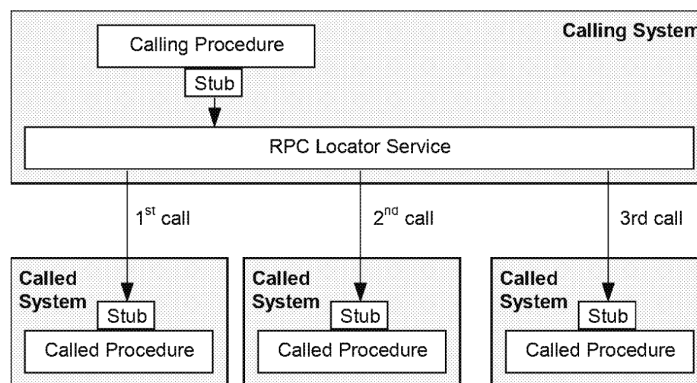 Calling System
Calling Procedure
Stub
RPC Locator Service
1st call
2nd call
3rd call
Called
System
Stub
Called Procedure
Called
System
Stub
Called Procedure
Called
System
Stub
Called Procedure